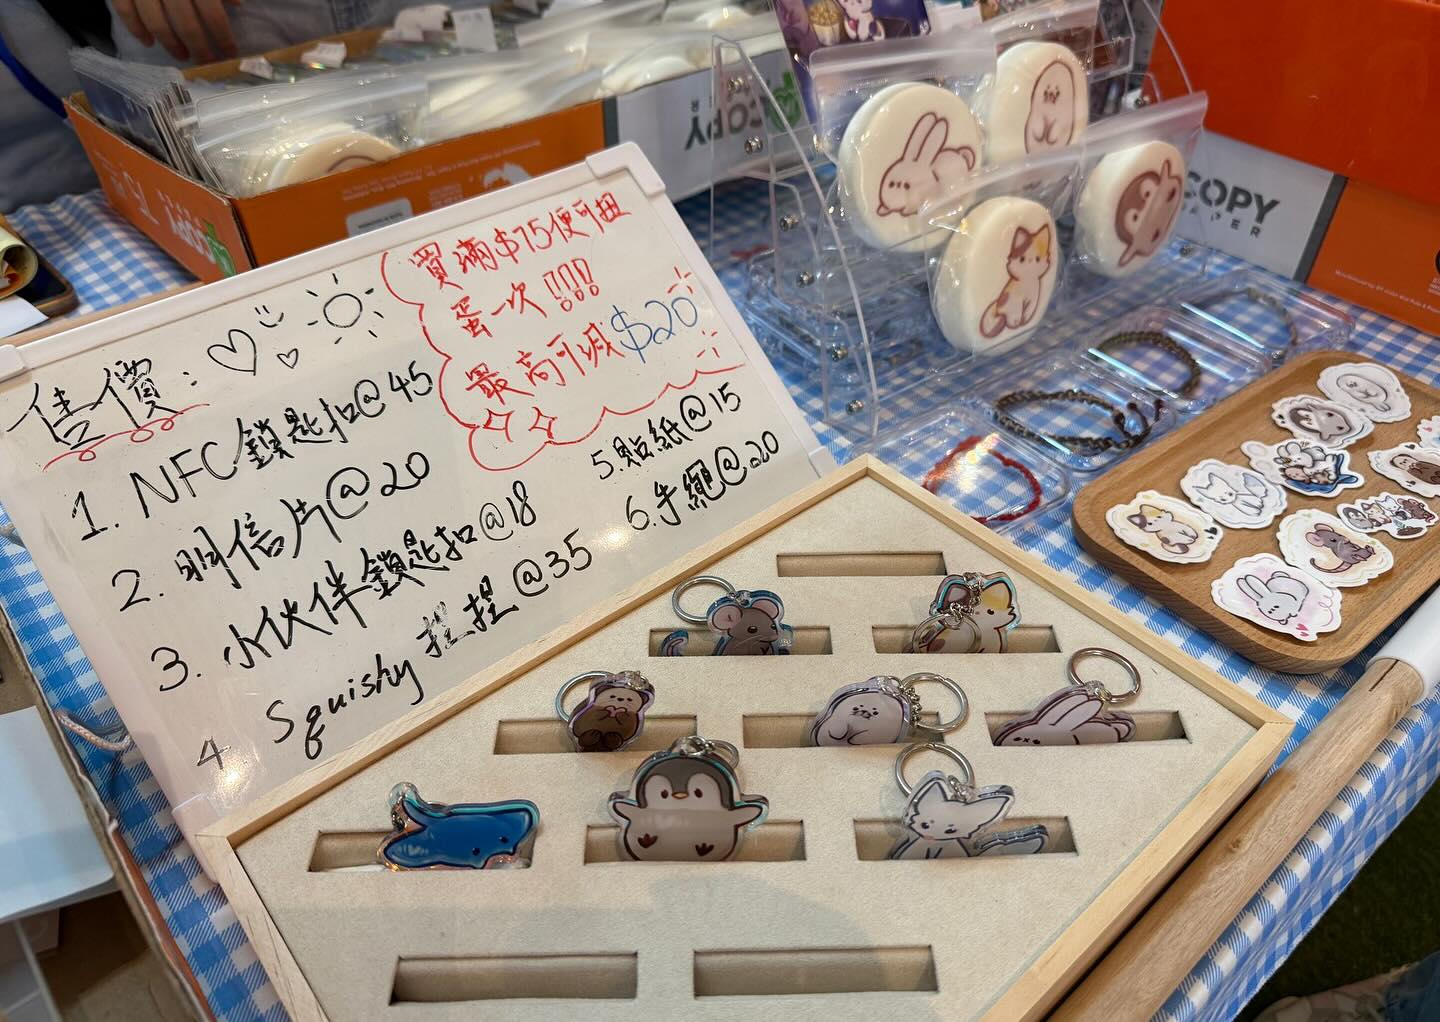 售價:
買滿$75便可扭
蛋一次!!!
最高可減$20
1. NFC鎖匙扣@45
2. 明信片@20
3. 小伙伴鎖匙扣@18
4 Squishy 捏捏@35
5.貼紙@15
6.手繩@20
COPY
COPY
PAPER